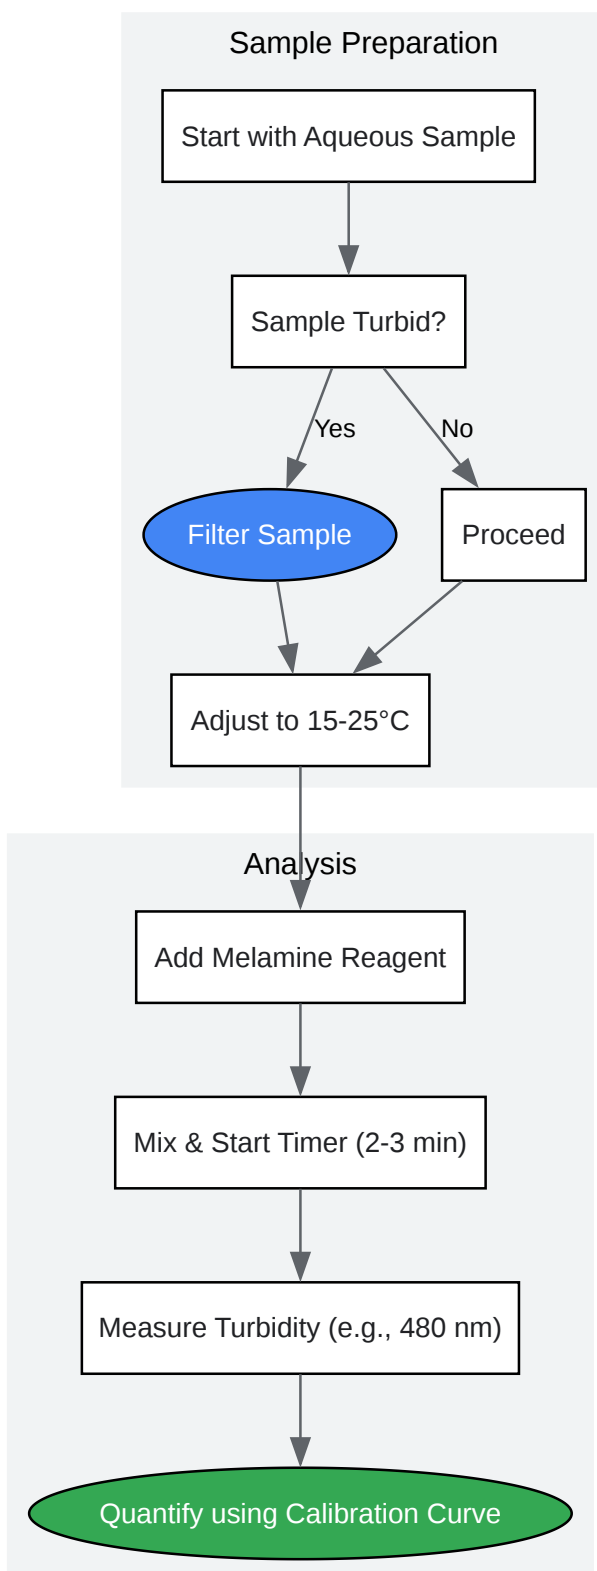 Sample Preparation
Start with Aqueous Sample
Sample Turbid?
Yes
No
Filter Sample
Proceed
Adjust to 15-25°C
Analysis
Add Melamine Reagent
Mix & Start Timer (2-3 min)
Measure Turbidity (e.g., 480 nm)
Quantify using Calibration Curve